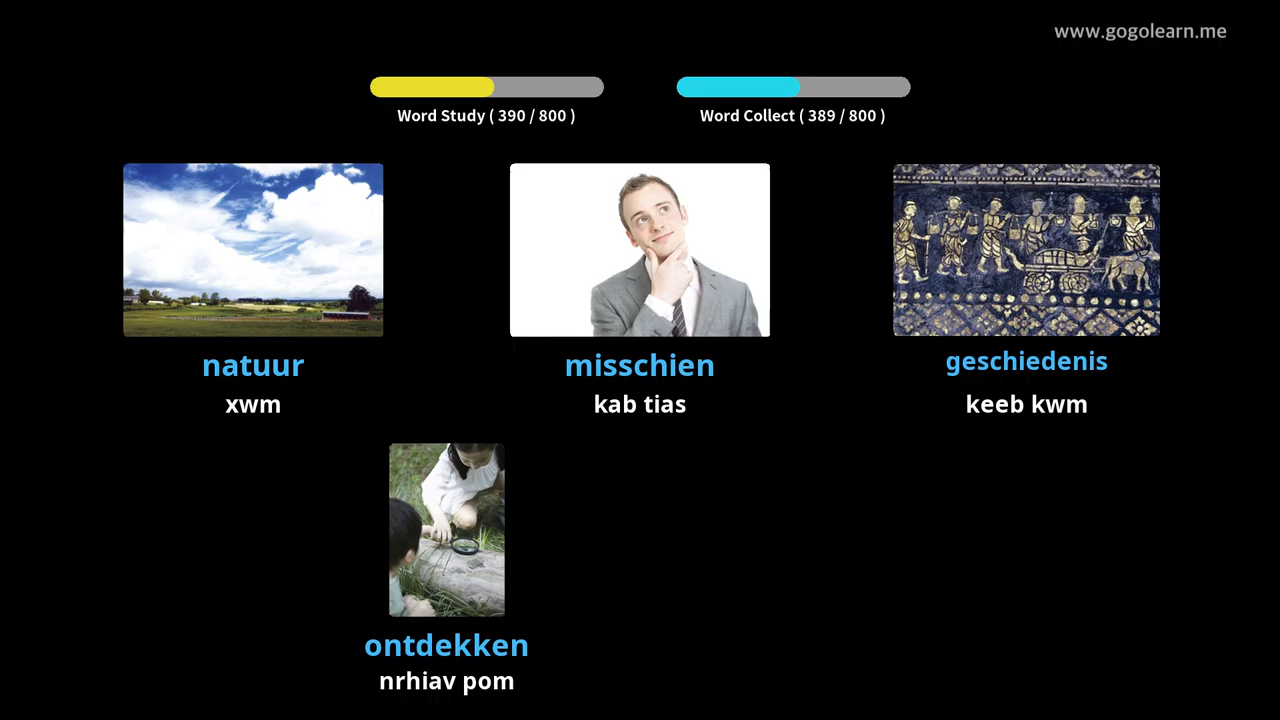 www.gogolearn.me
Word Study ( 390 / 800 )
Word Collect ( 389 / 800 )
natuur
xwm
misschien
kab tias
geschiedenis
keeb kwm
ontdekken
nrhiav pom